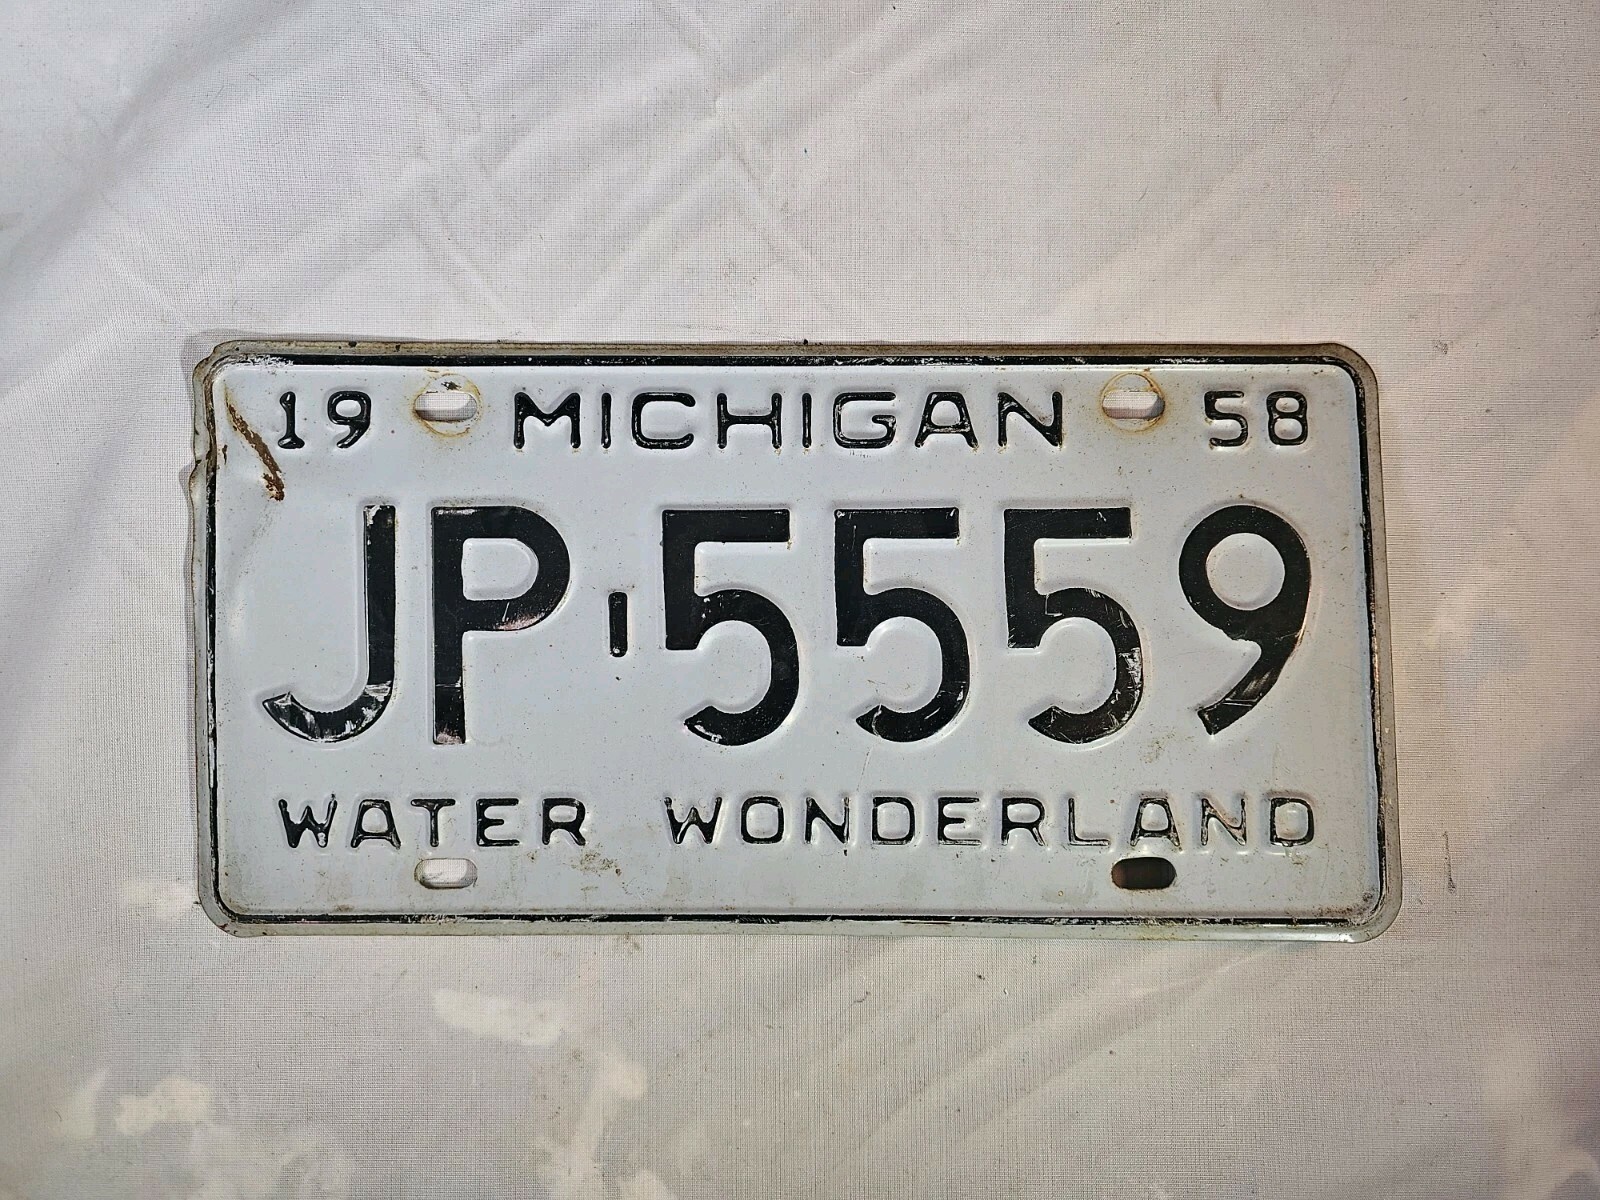 19 MICHIGAN 58
JP-5559
WATER WONDERLAND